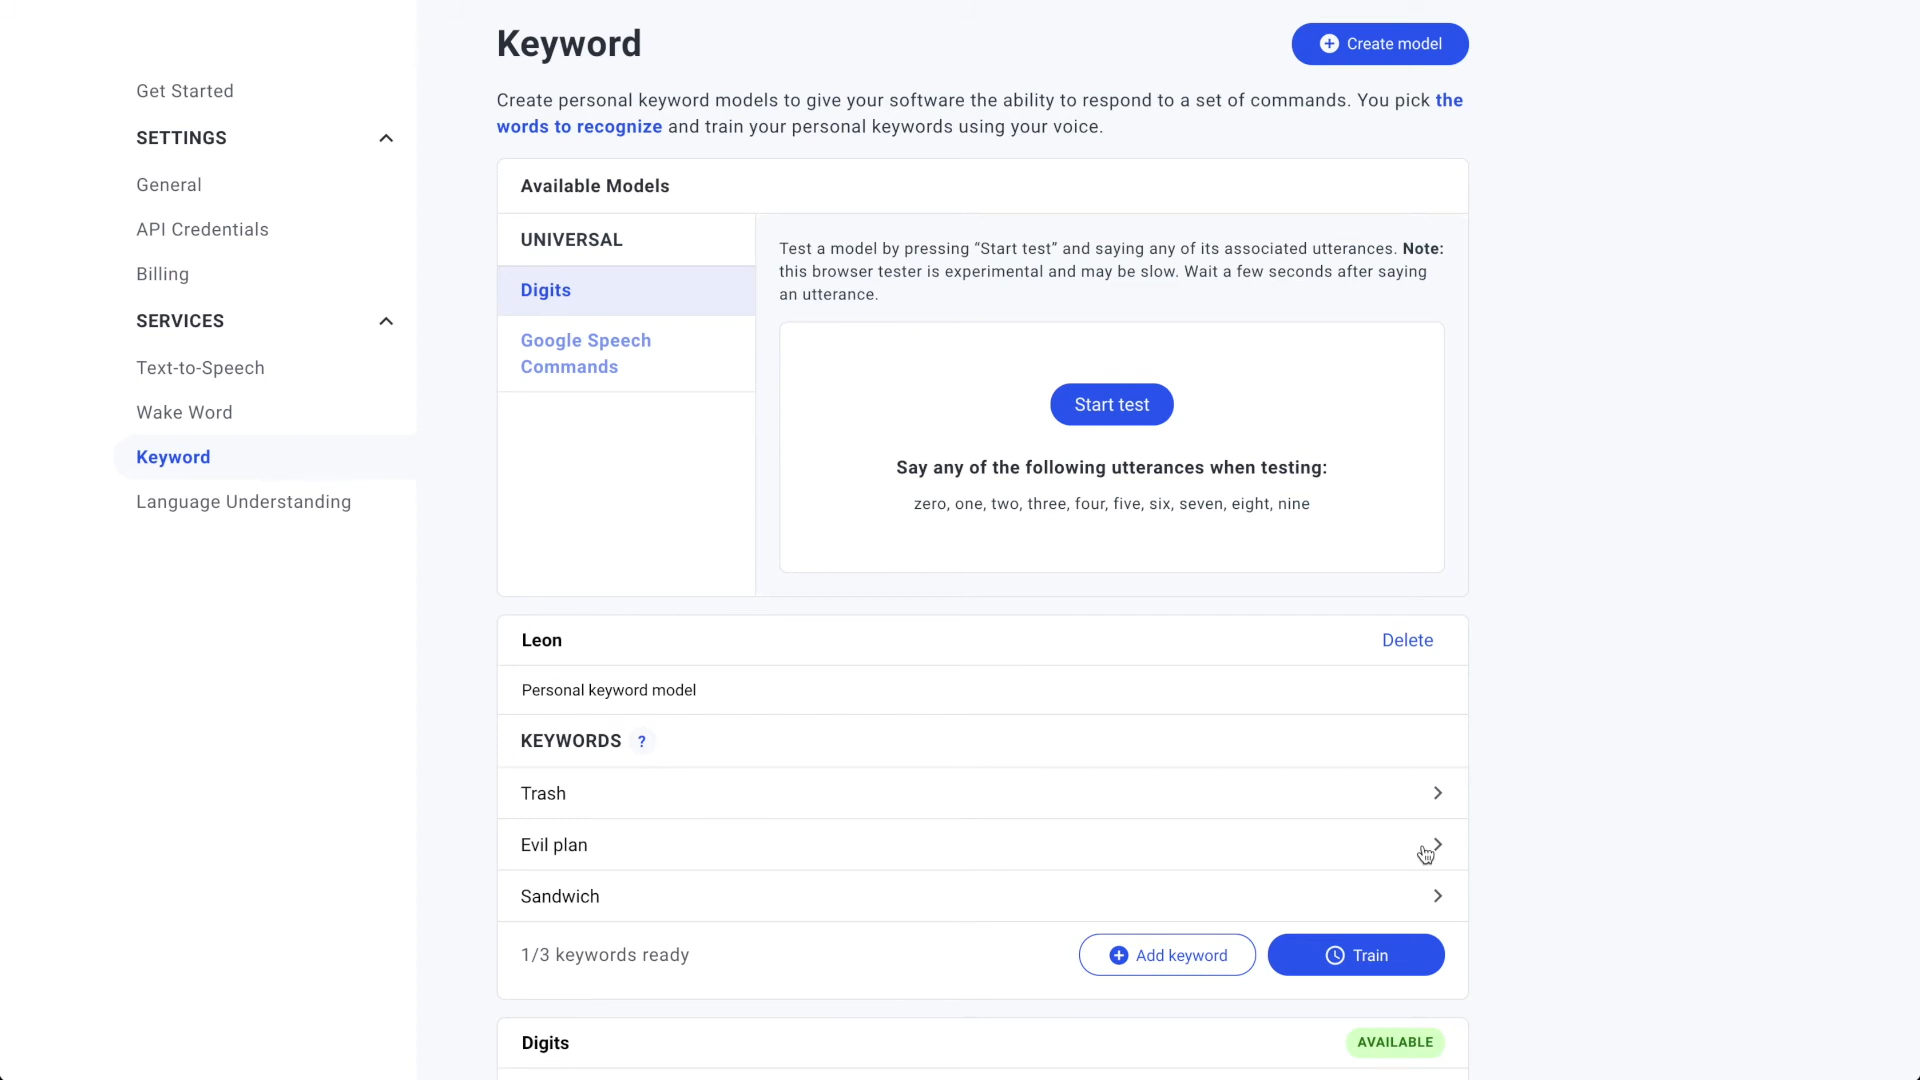 Get Started
SETTINGS
General
API Credentials
Billing
SERVICES
Text-to-Speech
Wake Word
Keyword
Language Understanding
Keyword
Create model
Create personal keyword models to give your software the ability to respond to a set of commands. You pick the
words to recognize and train your personal keywords using your voice.
Available Models
UNIVERSAL
Digits
Google Speech
Commands
Test a model by pressing “Start test” and saying any of its associated utterances. Note:
this browser tester is experimental and may be slow. Wait a few seconds after saying
an utterance.
Start test
Say any of the following utterances when testing:
zero, one, two, three, four, five, six, seven, eight, nine
Leon
Delete
Personal keyword model
KEYWORDS ?
Trash
Evil plan
Sandwich
1/3 keywords ready
Add keyword
Train
Digits
AVAILABLE